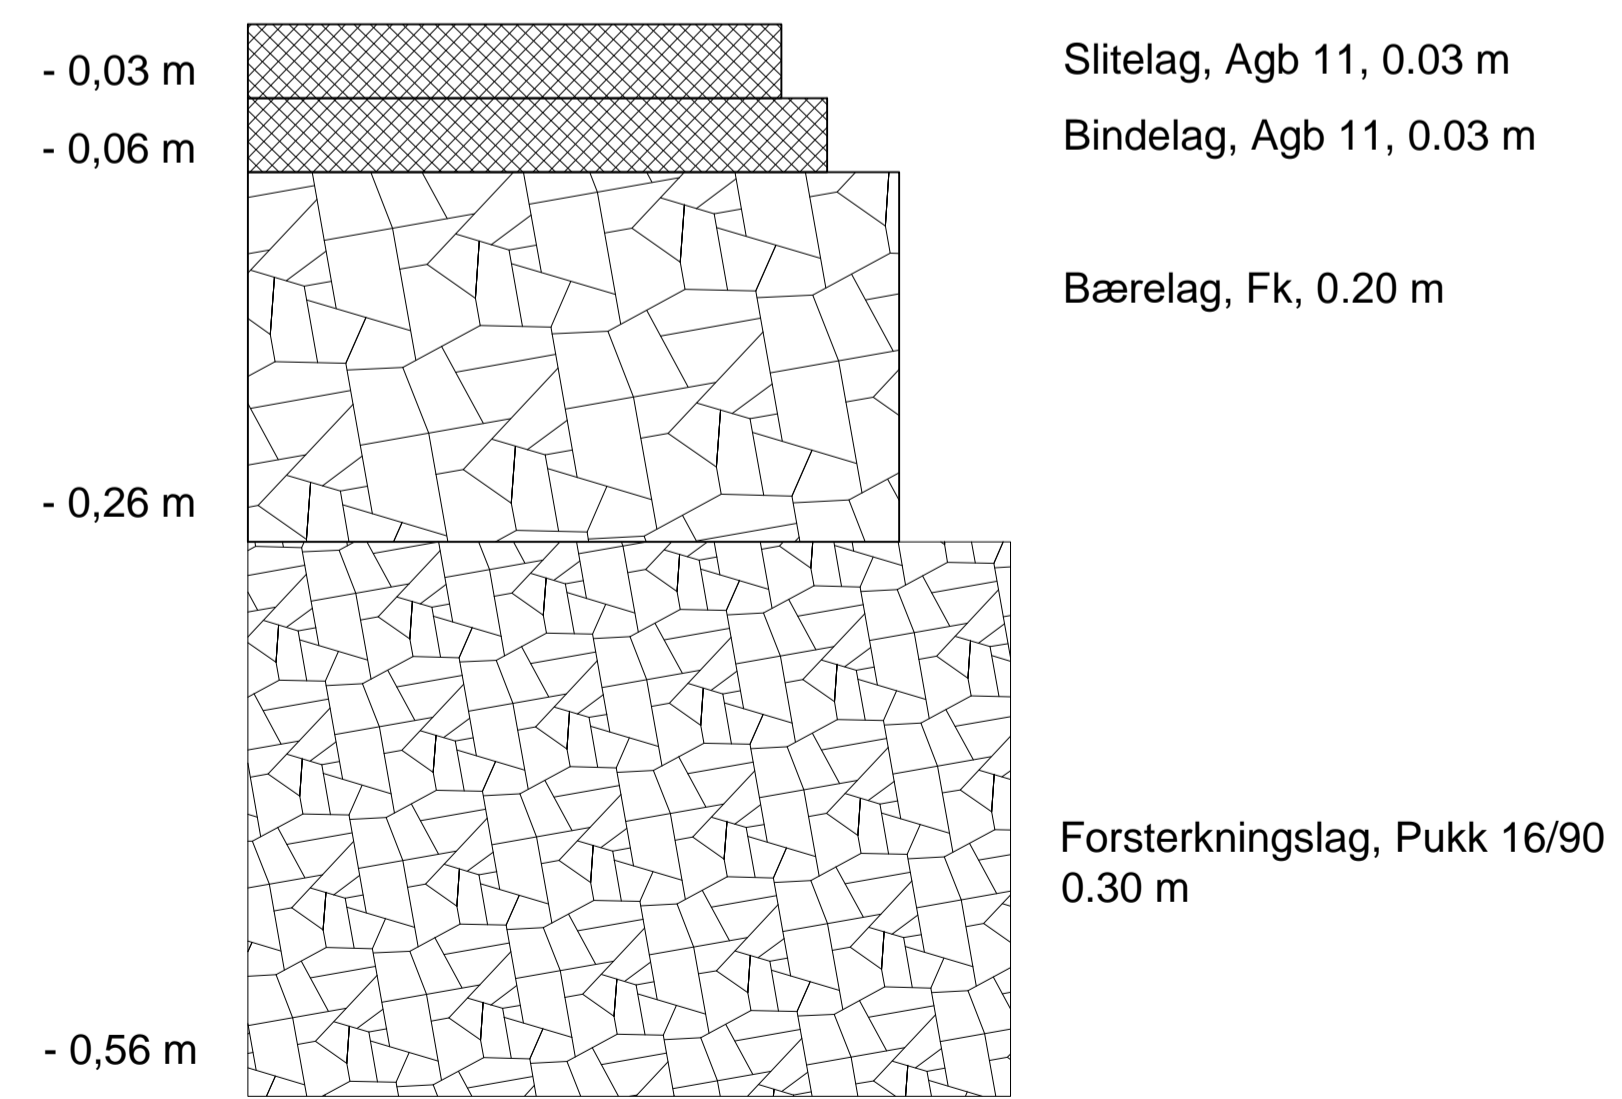 - 0,03 m
Slitelag, Agb 11, 0.03 m
- 0,06 m
Bindelag, Agb 11, 0.03 m
Bærelag, Fk, 0.20 m
- 0,26 m
Forsterkningslag, Pukk 16/90
0.30 m
- 0,56 m